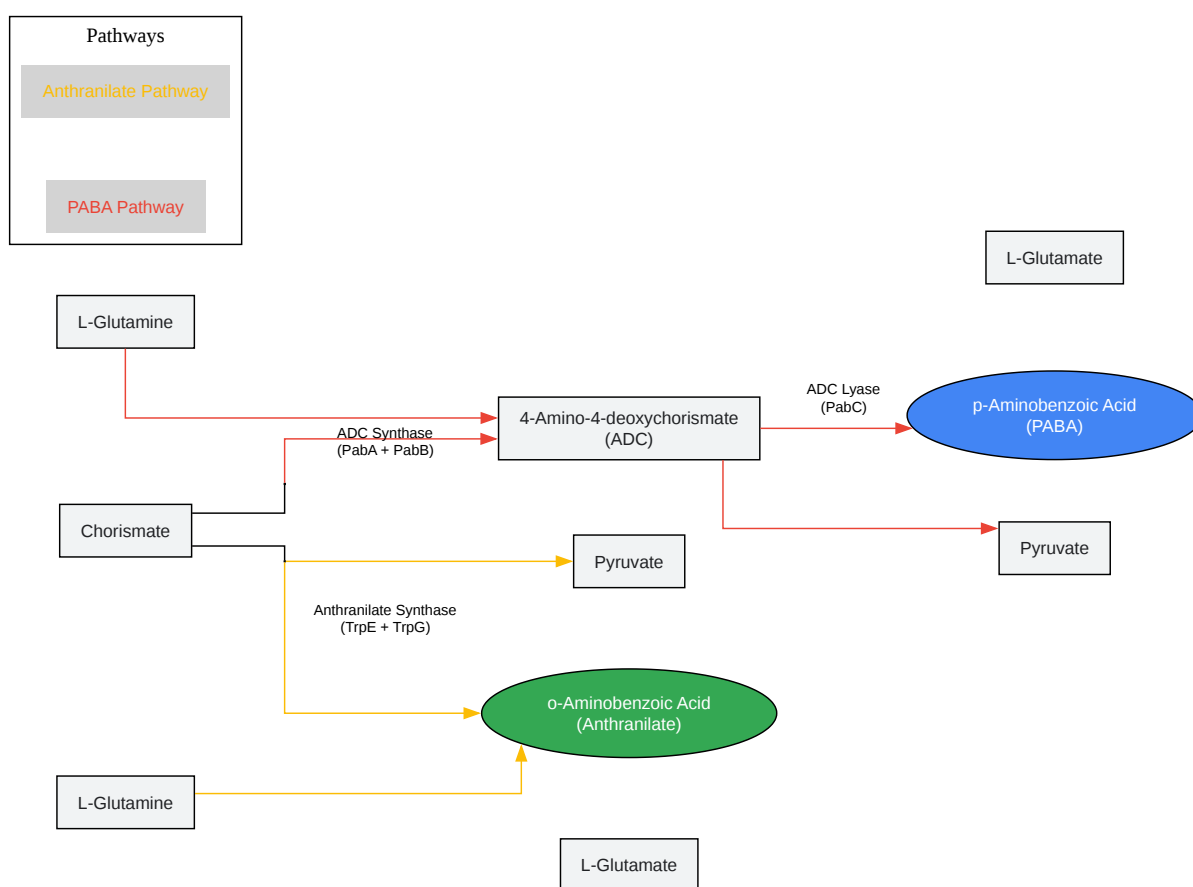 Pathways
Anthranilate Pathway
PABA Pathway
L-Glutamate
L-Glutamine
ADC Lyase
(PabC)
p-Aminobenzoic Acid
(PABA)
4-Amino-4-deoxychorismate
(ADC)
ADC Synthase
(PabA + PabB)
Chorismate
Pyruvate
Pyruvate
Anthranilate Synthase
(TrpE + TrpG)
o-Aminobenzoic Acid
(Anthranilate)
L-Glutamine
L-Glutamate